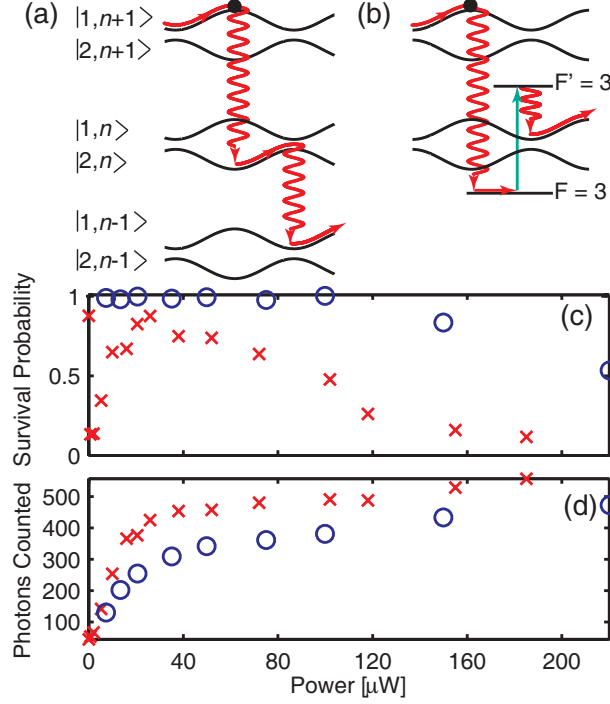 (a)
(b)
|1,n+1>
|2,n+1>
F' = 3
|1,n>
|2,n>
F = 3
|1,n-1>
|2,n-1>
Survival Probability
1
0.5
0
(c)
Photons Counted
500
400
300
200
100
(d)
0 40 80 120 160 200
Power [μW]